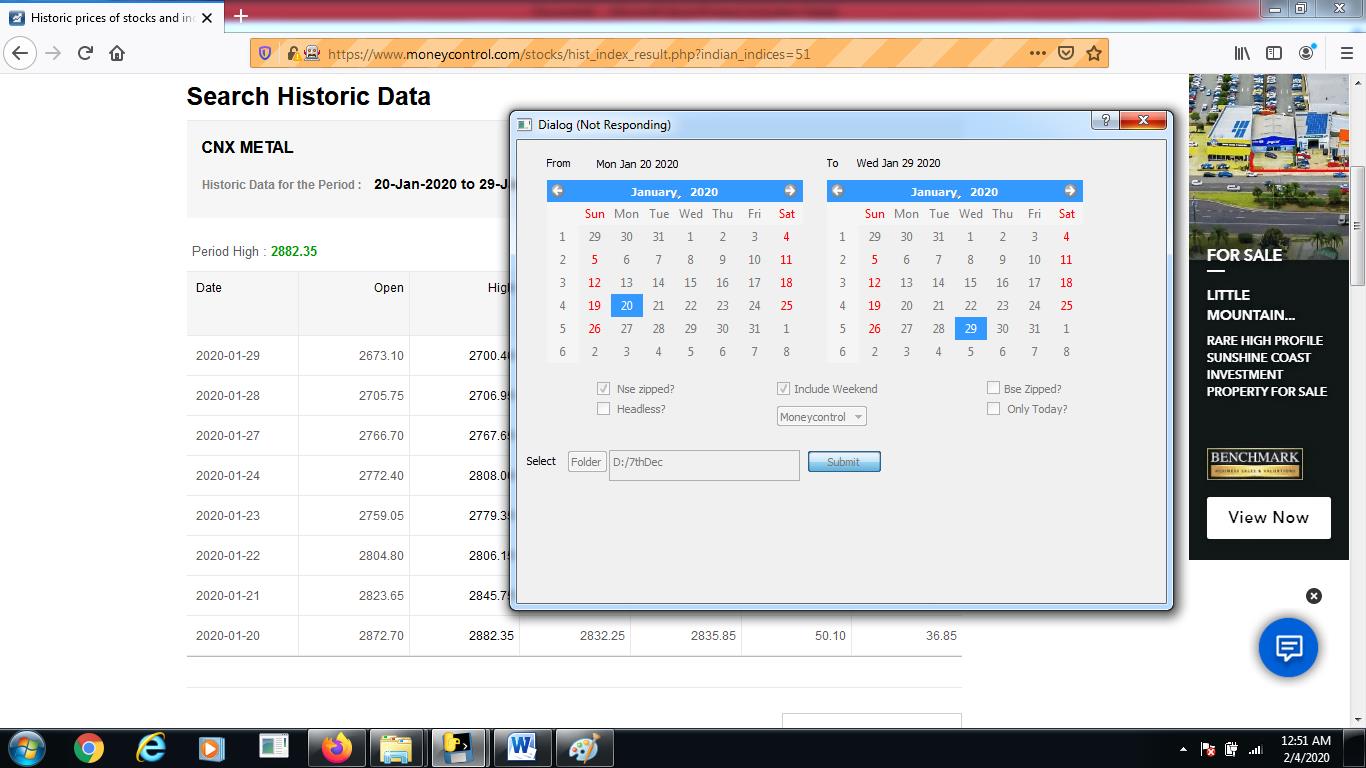 Historic prices of stocks and in
https://www.moneycontrol.com/stocks/hist_index_result.php?indian_indices=51
Search Historic Data
CNX METAL
Historic Data for the Period : 20-Jan-2020 to 29-J
Period High : 2882.35
Date Open High
2020-01-29 2673.10 2700.4
2020-01-28 2705.75 2706.9
2020-01-27 2766.70 2767.6
2020-01-24 2772.40 2808.0
2020-01-23 2759.05 2779.3
2020-01-22 2804.80 2806.1
2020-01-21 2823.65 2845.7
2020-01-20 2872.70 2882.35 2832.25 2835.85 50.10 36.85
Dialog (Not Responding)
From Mon Jan 20 2020
January, 2020
Sun Mon Tue Wed Thu Fri Sat
1 29 30 31 1 2 3 4
2 5 6 7 8 9 10 11
3 12 13 14 15 16 17 18
4 19 20 21 22 23 24 25
5 26 27 28 29 30 31 1
6 2 3 4 5 6 7 8
To Wed Jan 29 2020
January, 2020
Sun Mon Tue Wed Thu Fri Sat
1 29 30 31 1 2 3 4
2 5 6 7 8 9 10 11
3 12 13 14 15 16 17 18
4 19 20 21 22 23 24 25
5 26 27 28 29 30 31 1
6 2 3 4 5 6 7 8
Nse zipped? Include Weekend Bse Zipped?
Headless? Moneycontrol Only Today?
Select Folder D:/7thDec Submit
FOR SALE
LITTLE
MOUNTAIN...
RARE HIGH PROFILE
SUNSHINE COAST
INVESTMENT
PROPERTY FOR SALE
BENCHMARK
BUSINESS SALES & VALUATIONS
View Now
12:51 AM
2/4/2020